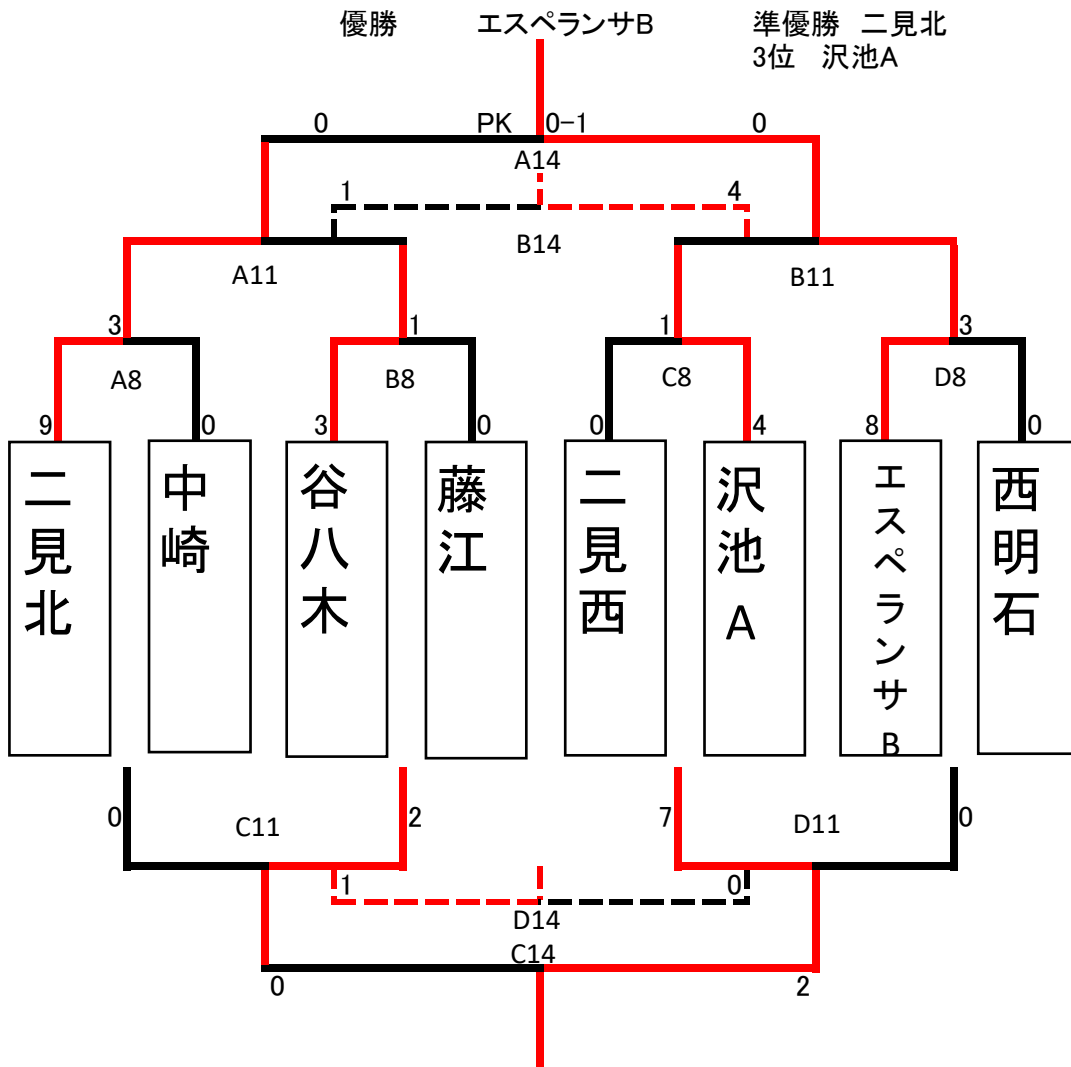 優勝 エスペランサB 準優勝 二見北
3位 沢池A
0 PK 0-1 0
A14
1 4
B14
A11 B11
3 1 1 3
A8 B8 C8 D8
9 0 3 0 0 4 8 0
二見北
中崎
谷八木
藤江
二見西
沢池A
エスペランサB
西明石
0 C11 2 7 D11 0
1 0
D14
C14
0 2